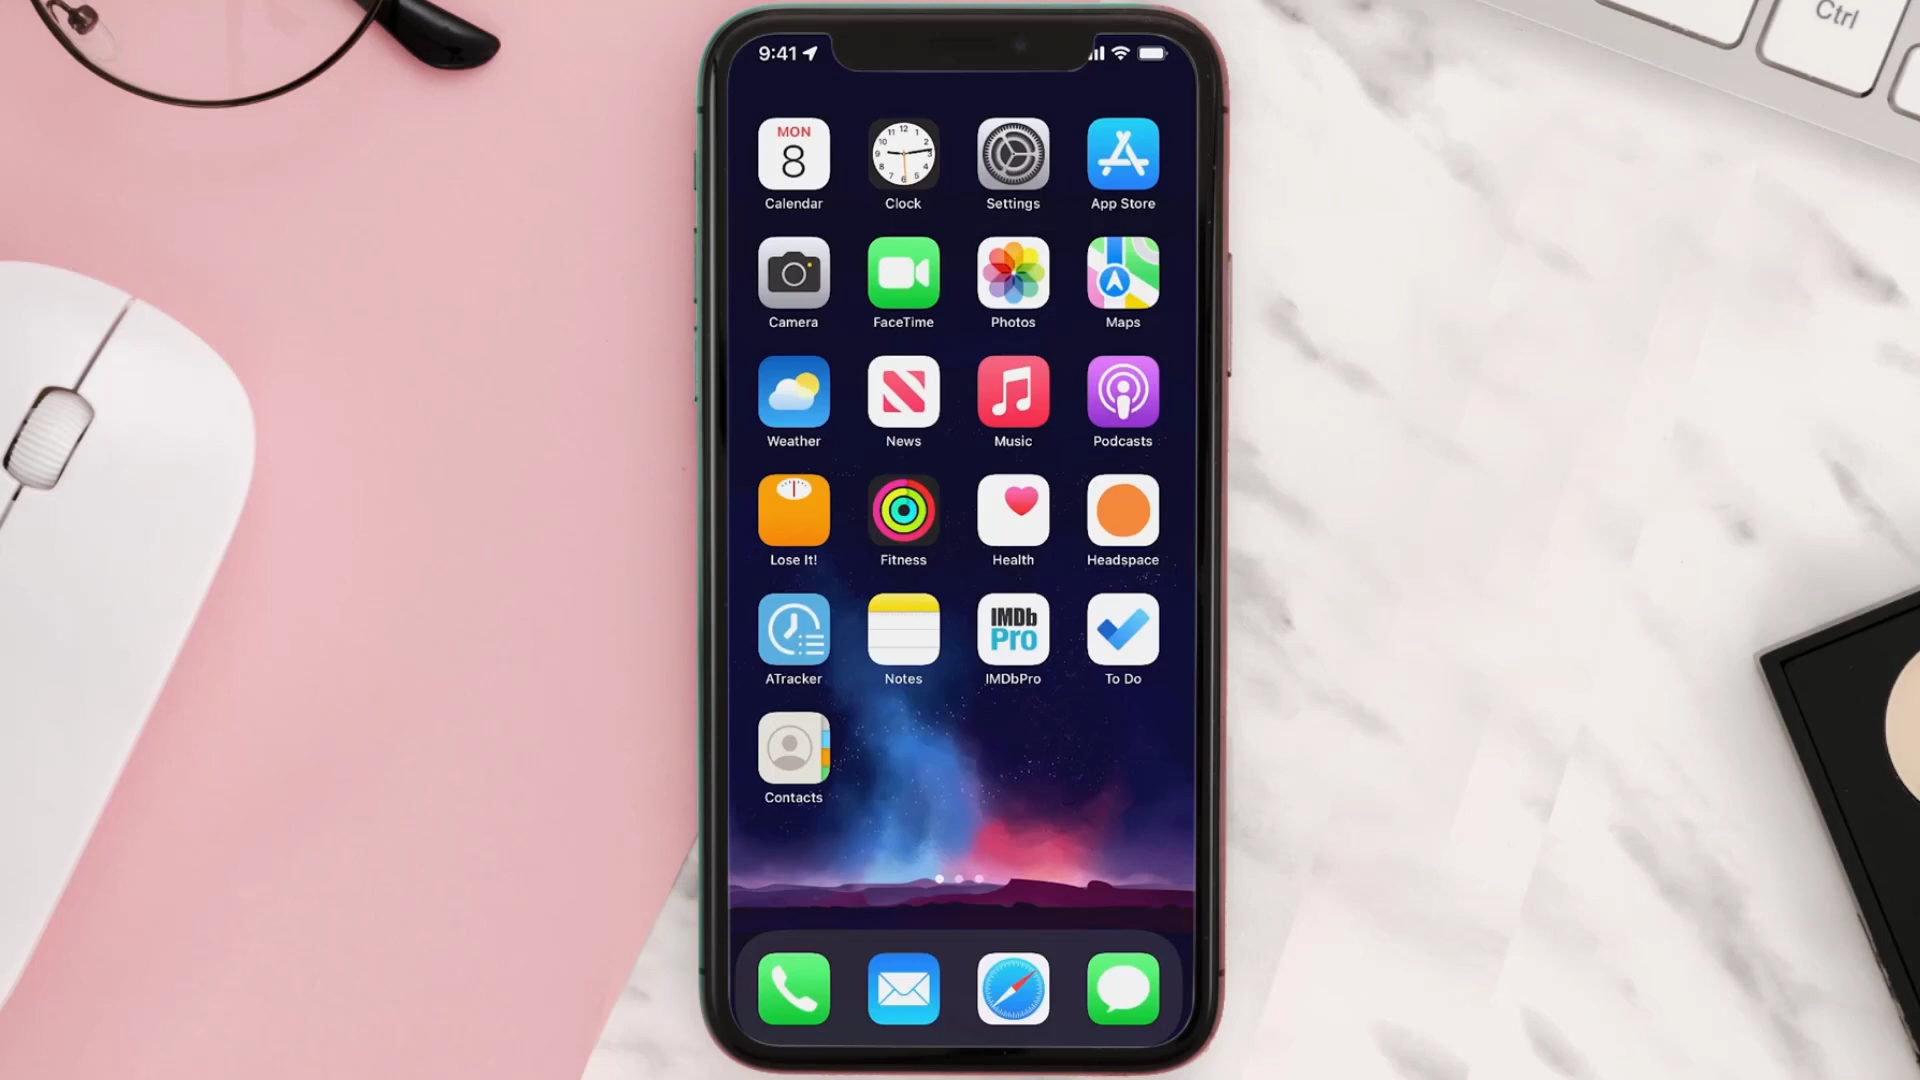 Ctrl
9:41
MON
8
Calendar
Clock
Settings
App Store
Camera
FaceTime
Photos
Maps
Weather
News
Music
Podcasts
Lose It!
Fitness
Health
Headspace
IMDb
Pro
ATracker
Notes
IMDbPro
To Do
Contacts